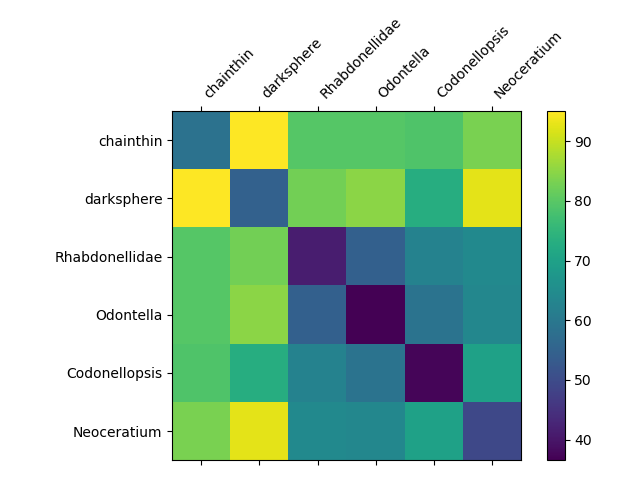 chainthin
darksphere
Rhabdonellidae
Odontella
Codonellopsis
Neoceratium
chainthin
darksphere
Rhabdonellidae
Odontella
Codonellopsis
Neoceratium
90
80
70
60
50
40